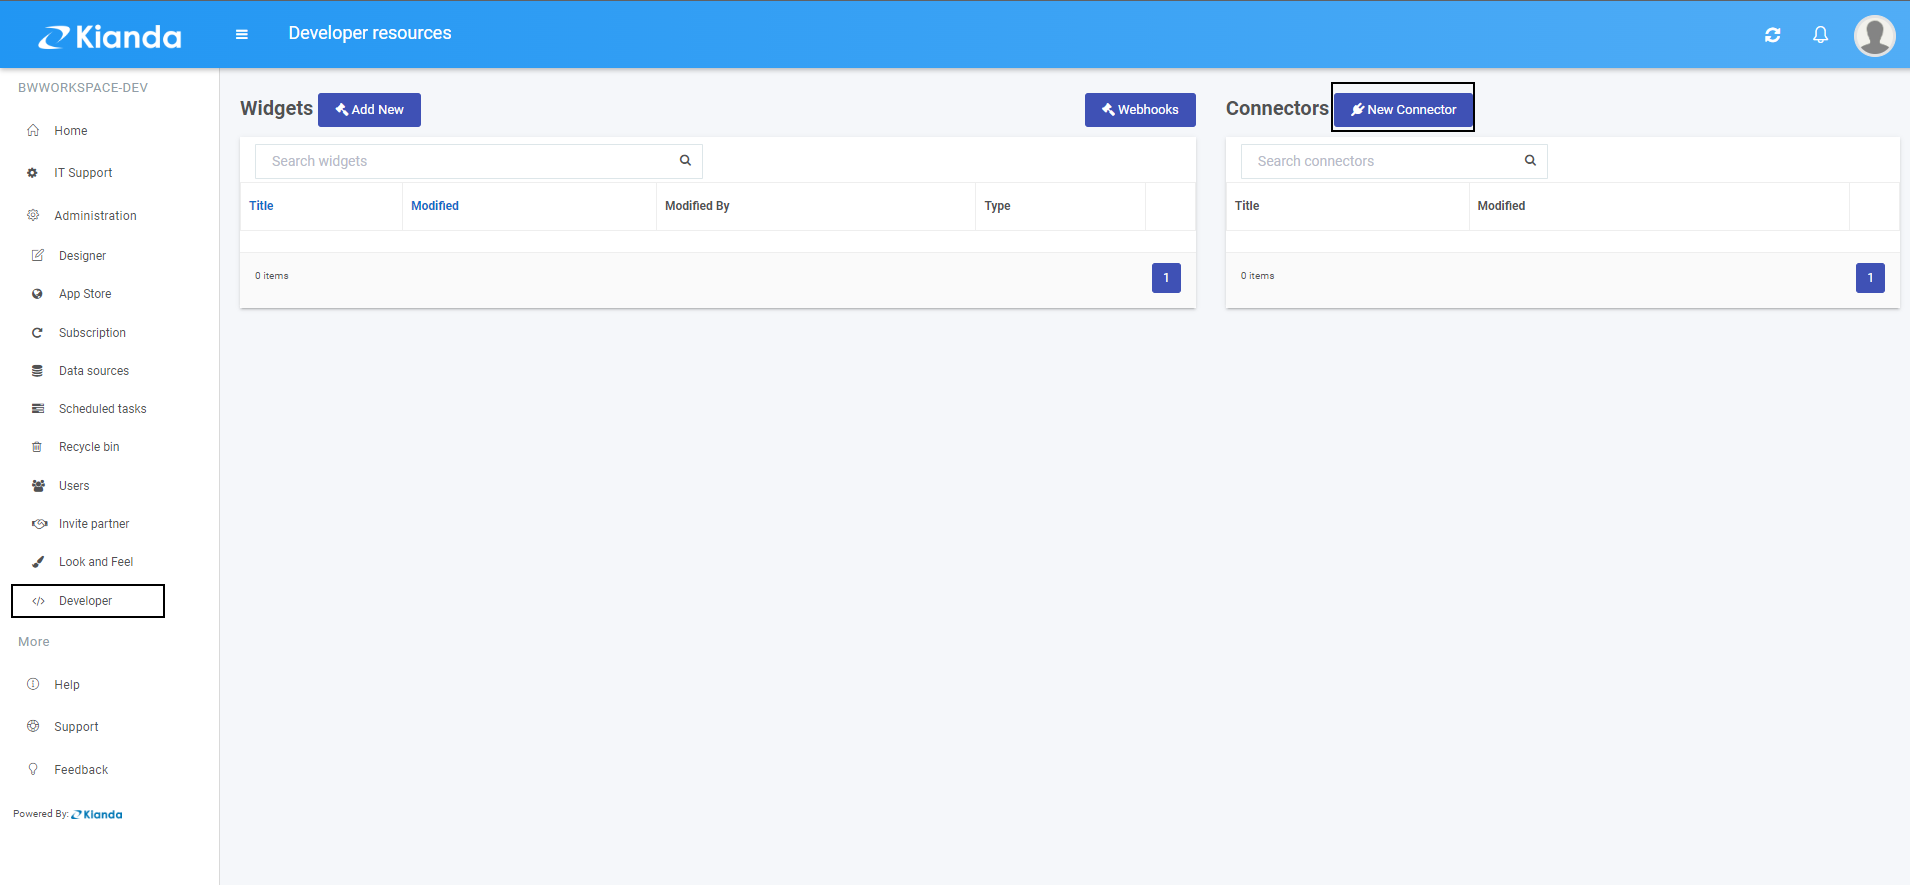 Kianda
Developer resources
BWWORKSPACE-DEV
Home
IT Support
Administration
Designer
App Store
Subscription
Data sources
Scheduled tasks
Recycle bin
Users
Invite partner
Look and Feel
Developer
More
Help
Support
Feedback
Powered By: Kianda
Widgets Add New Webhooks
Search widgets
Title Modified Modified By Type
0 items 1
Connectors New Connector
Search connectors
Title Modified
0 items 1